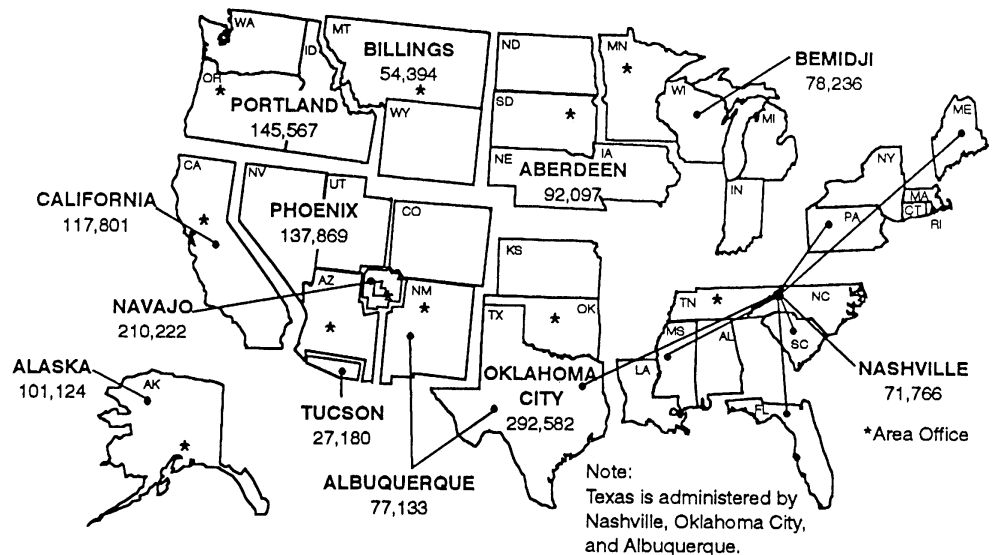 WA
MT
ID
BILLINGS
54,394
*
ND
MN
*
BEMIDJI
78,236
OR
*
PORTLAND
145,567
WY
SD
*
WI
MI
ME
NE
IA
ABERDEEN
92,097
IN
NY
MA
CT
RI
PA
CA
*
CALIFORNIA
117,801
NV
UT
PHOENIX
137,869
CO
KS
AZ
*
NM
*
*
NAVAJO
210,222
TX
OK
*
OKLAHOMA
CITY
292,582
TN
*
NC
MS
AL
SC
LA
FL
NASHVILLE
71,766
*Area Office
ALASKA
101,124
AK
*
TUCSON
27,180
ALBUQUERQUE
77,133
Note:
Texas is administered by
Nashville, Oklahoma City,
and Albuquerque.